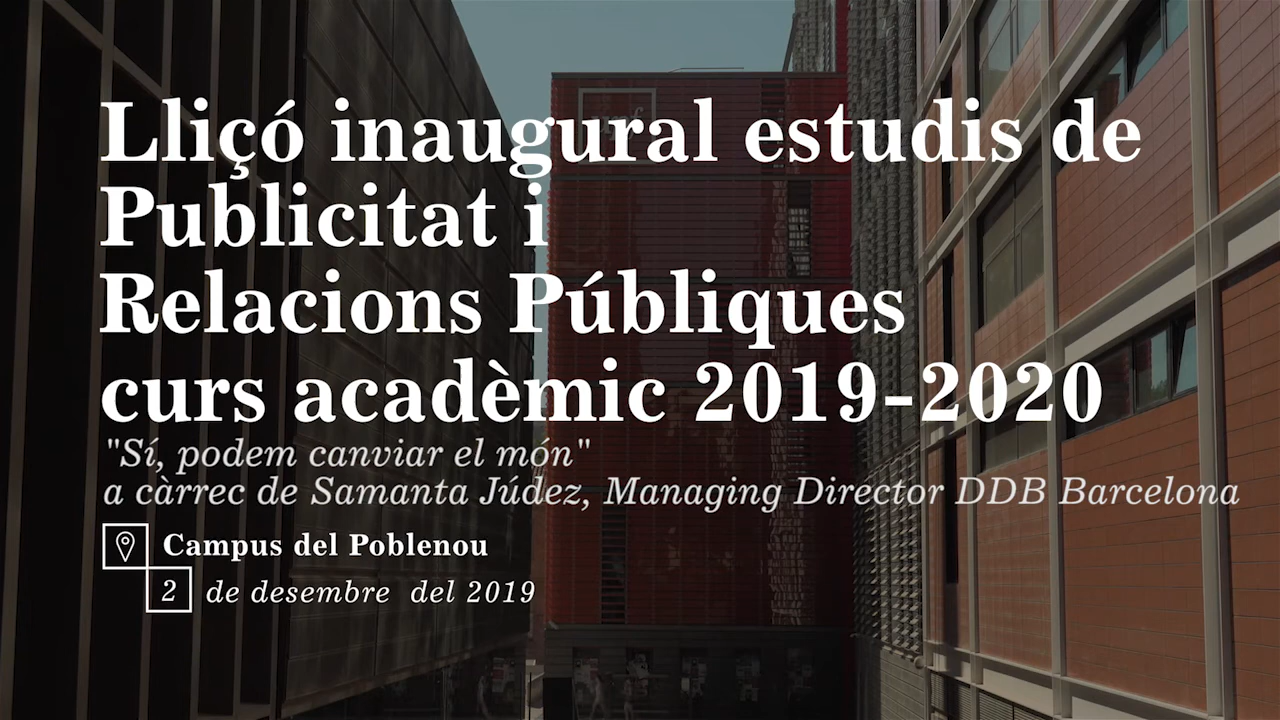 Lliçó inaugural estudis de
Publicitat i
Relacions Públiques
curs acadèmic 2019-2020
"Sí, podem canviar el món"
a càrrec de Samanta Júdez, Managing Director DDB Barcelona
Campus del Poblenou
2 de desembre del 2019